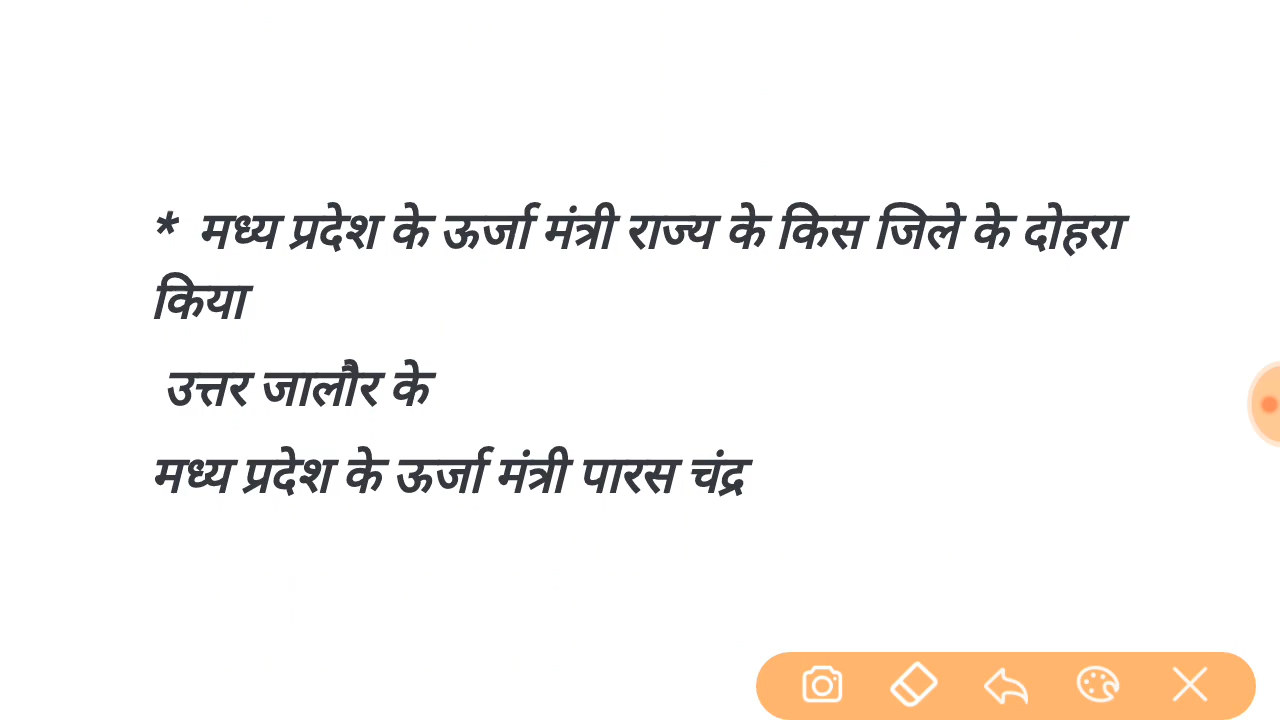 * मध्य प्रदेश के ऊर्जा मंत्री राज्य के किस जिले के दोहरा
किया
उत्तर जालौर के
मध्य प्रदेश के ऊर्जा मंत्री पारस चंद्र